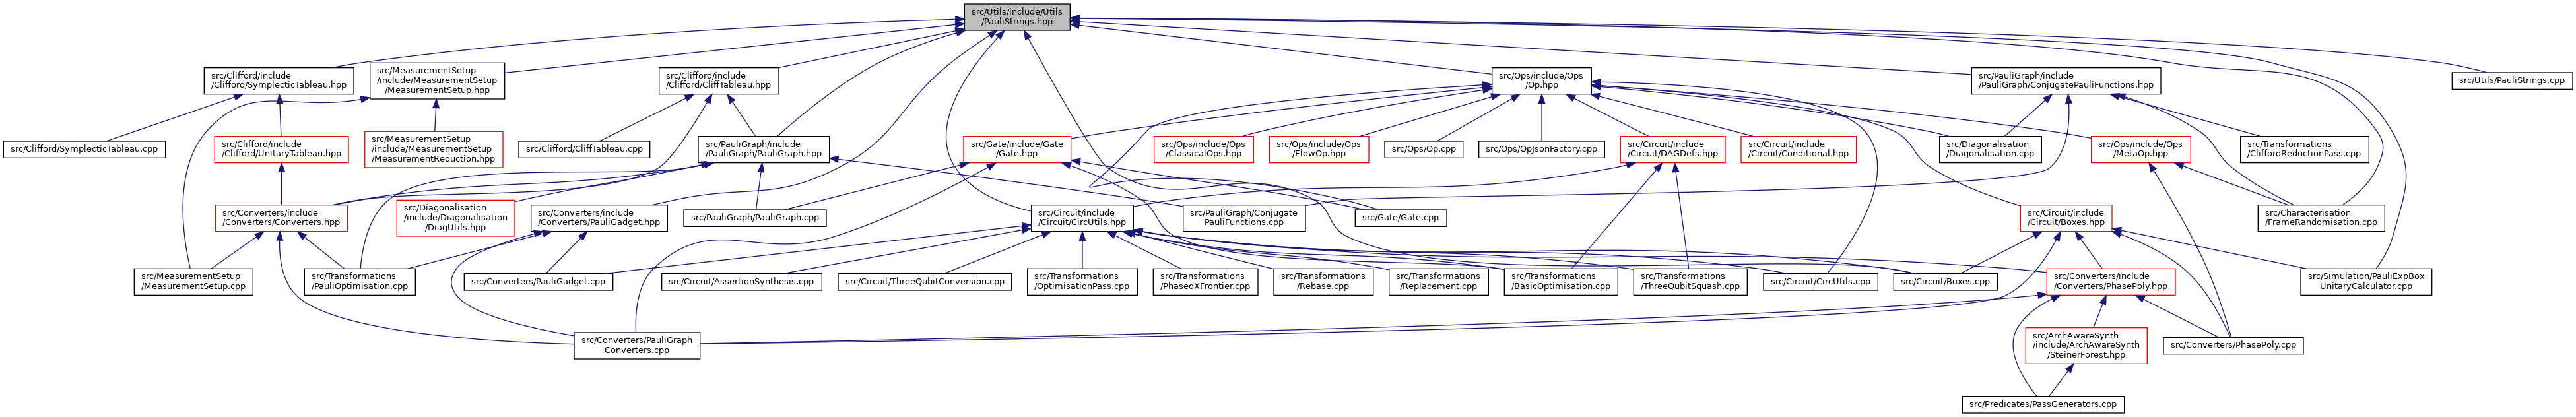 src/Utils/include/Utils
/PauliStrings.hpp
src/Clifford/include
/Clifford/SymplecticTableau.hpp
src/MeasurementSetup
/include/MeasurementSetup
/MeasurementSetup.hpp
src/Clifford/include
/Clifford/CliffTableau.hpp
src/Ops/include/Ops
/Op.hpp
src/PauliGraph/include
/PauliGraph/ConjugatePauliFunctions.hpp
src/Utils/PauliStrings.cpp
src/Clifford/SymplecticTableau.cpp
src/Clifford/include
/Clifford/UnitaryTableau.hpp
src/MeasurementSetup
/include/MeasurementSetup
/MeasurementReduction.hpp
src/Clifford/CliffTableau.cpp
src/PauliGraph/include
/PauliGraph/PauliGraph.hpp
src/Gate/include/Gate
/Gate.hpp
src/Ops/include/Ops
/ClassicalOps.hpp
src/Ops/include/Ops
/FlowOp.hpp
src/Ops/Op.cpp
src/Ops/OpJsonFactory.cpp
src/Circuit/include
/Circuit/DAGDefs.hpp
src/Circuit/include
/Circuit/Conditional.hpp
src/Diagonalisation
/Diagonalisation.cpp
src/Ops/include/Ops
/MetaOp.hpp
src/Transformations
/CliffordReductionPass.cpp
src/Converters/include
/Converters/Converters.hpp
src/Diagonalisation
/include/Diagonalisation
/DiagUtils.hpp
src/Converters/include
/Converters/PauliGadget.hpp
src/PauliGraph/PauliGraph.cpp
src/Circuit/include
/Circuit/CircUtils.hpp
src/PauliGraph/Conjugate
PauliFunctions.cpp
src/Gate/Gate.cpp
src/Circuit/include
/Circuit/Boxes.hpp
src/Characterisation
/FrameRandomisation.cpp
src/MeasurementSetup
/MeasurementSetup.cpp
src/Transformations
/PauliOptimisation.cpp
src/Converters/PauliGadget.cpp
src/Circuit/AssertionSynthesis.cpp
src/Circuit/ThreeQubitConversion.cpp
src/Transformations
/OptimisationPass.cpp
src/Transformations
/PhasedXFrontier.cpp
src/Transformations
/Rebase.cpp
src/Transformations
/Replacement.cpp
src/Transformations
/BasicOptimisation.cpp
src/Transformations
/ThreeQubitSquash.cpp
src/Circuit/CircUtils.cpp
src/Circuit/Boxes.cpp
src/Converters/include
/Converters/PhasePoly.hpp
src/Simulation/PauliExpBox
UnitaryCalculator.cpp
src/Converters/PauliGraph
Converters.cpp
src/ArchAwareSynth
/include/ArchAwareSynth
/SteinerForest.hpp
src/Converters/PhasePoly.cpp
src/Predicates/PassGenerators.cpp